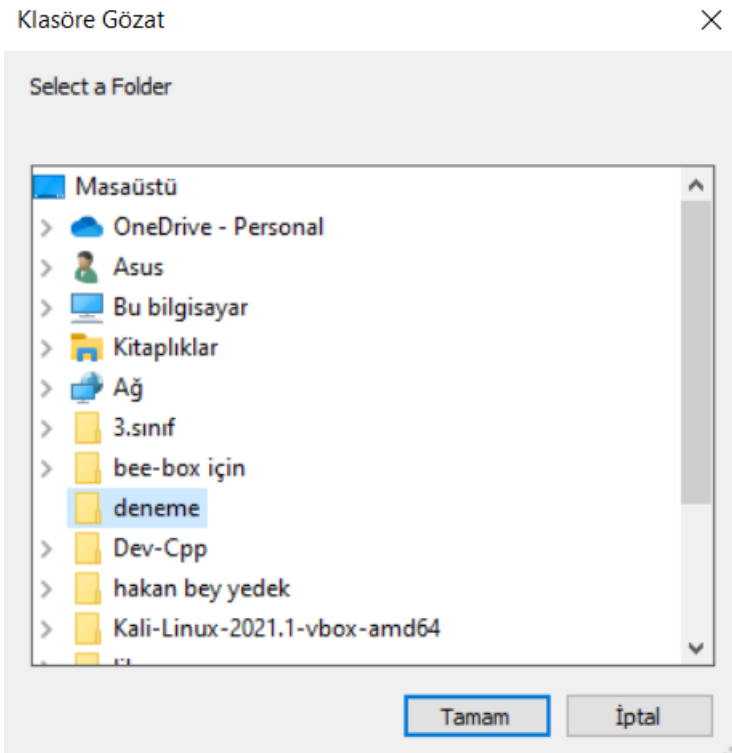 Klasöre Gözat
Select a Folder
Masaüstü
OneDrive - Personal
Asus
Bu bilgisayar
Kitaplıklar
Ağ
3.sınıf
bee-box için
deneme
Dev-Cpp
hakan bey yedek
Kali-Linux-2021.1-vbox-amd64
Tamam
İptal